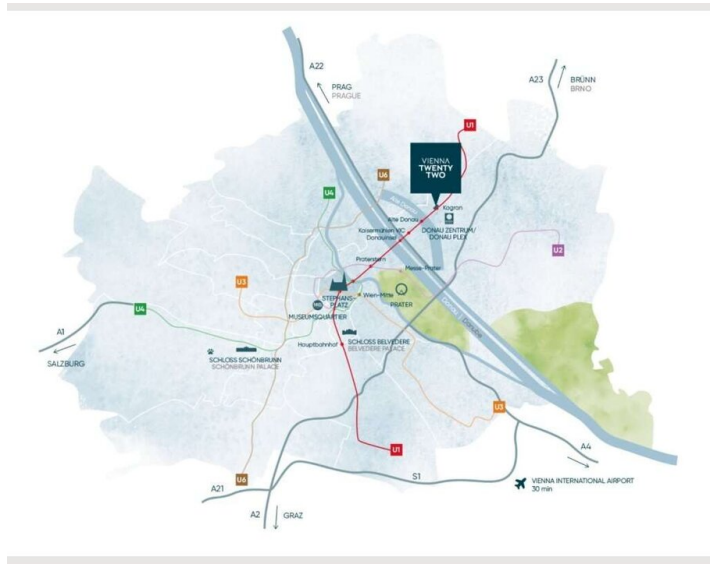 A22
PRAG
PRAGUE
A23
BRÜNN
BRNO
U1
VIENNA
TWENTY
TWO
U6
U4
Kagran
Alte Donau
DONAU ZENTRUM/
DONAU PLEX
Kaisermühlen VIC
Donauinsel
U2
Praterstern
Messe-Prater
U3
STEPHANS-
PLATZ
Wien-Mitte
PRATER
Donau
Danube
U4
MUSEUMSQUARTIER
A1
SALZBURG
Hauptbahnhof
SCHLOSS BELVEDERE
BELVEDERE PALACE
SCHLOSS SCHÖNBRUNN
SCHÖNBRUNN PALACE
U3
U1
A4
U6
S1
VIENNA INTERNATIONAL AIRPORT
30 min
A21
A2
GRAZ